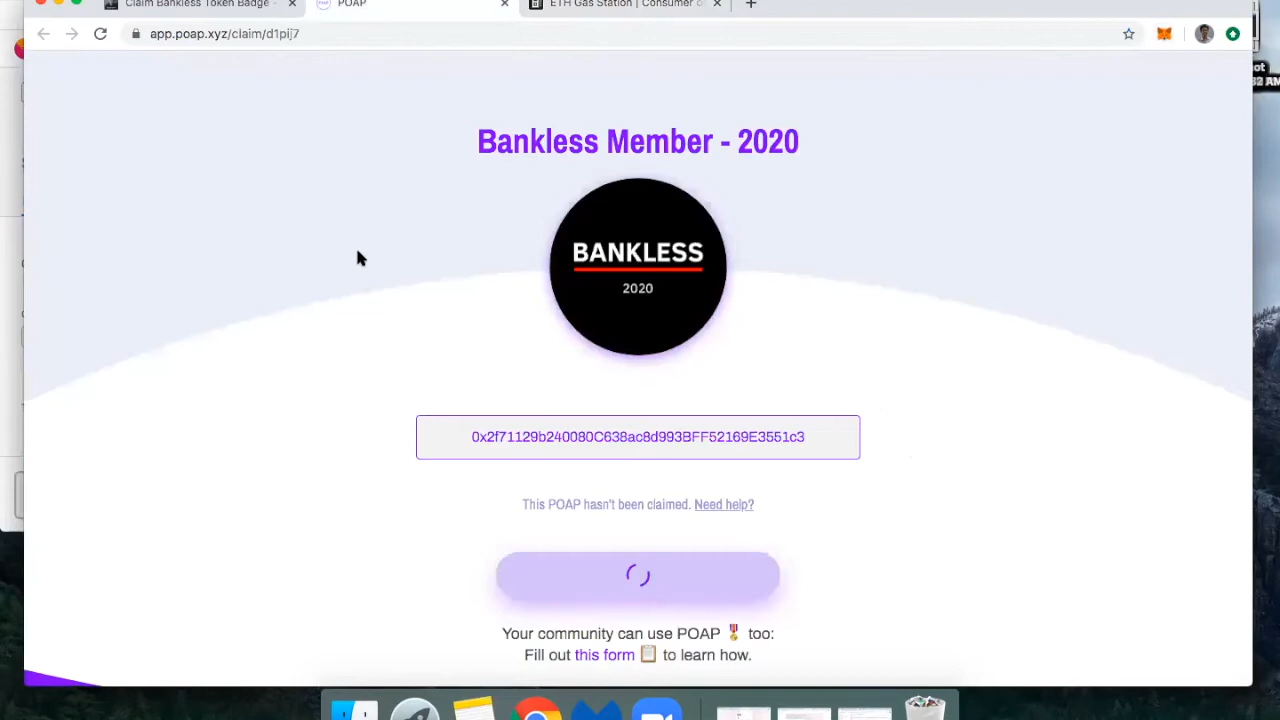 Claim Bankless Token Badge -
POAP
ETH Gas Station | Consumer o
app.poap.xyz/claim/d1pij7
Bankless Member - 2020
BANKLESS
2020
0x2f71129b240080C638ac8d993BFF52169E3551c3
This POAP hasn't been claimed. Need help?
Your community can use POAP 🎖️ too:
Fill out this form 📋 to learn how.